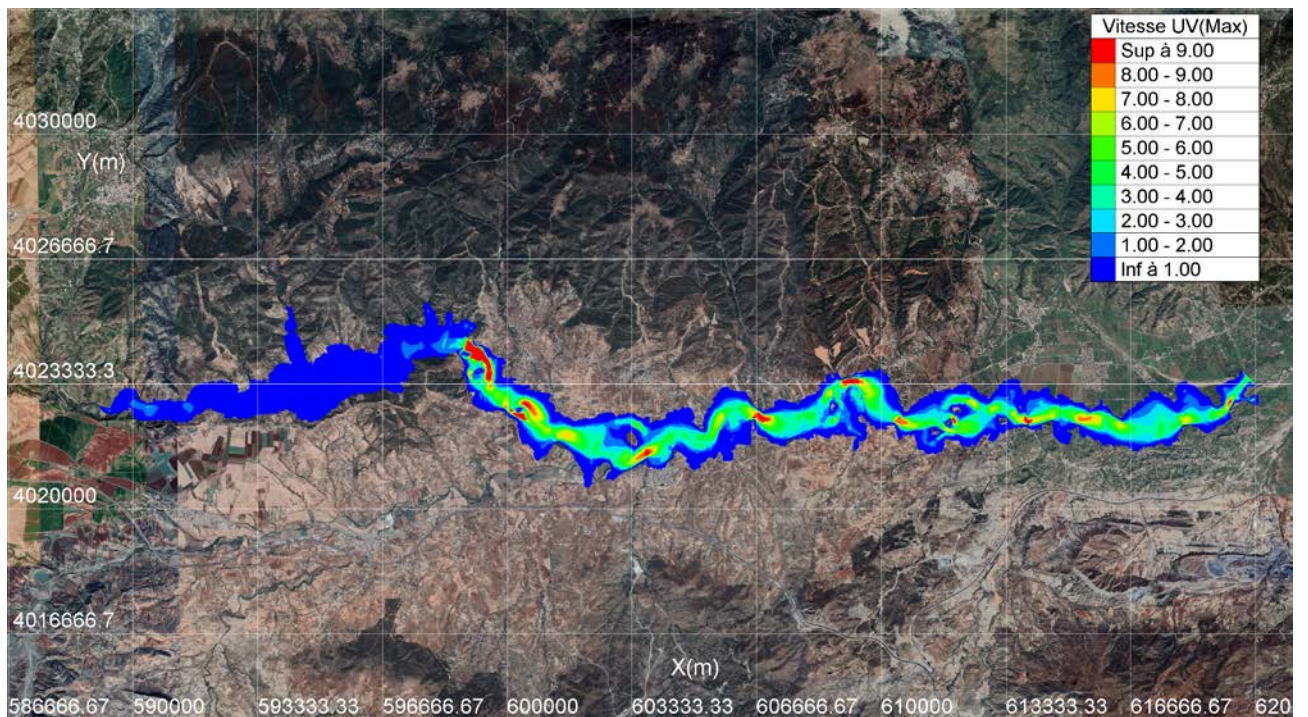 Vitesse UV(Max)
Sup à 9.00
8.00 - 9.00
7.00 - 8.00
6.00 - 7.00
5.00 - 6.00
4.00 - 5.00
3.00 - 4.00
2.00 - 3.00
1.00 - 2.00
Inf à 1.00
4030000
Y(m)
4026666.7
4023333.3
4020000
4016666.7
X(m)
586666.67 590000 593333.33 596666.67 600000 603333.33 606666.67 610000 613333.33 616666.67 620